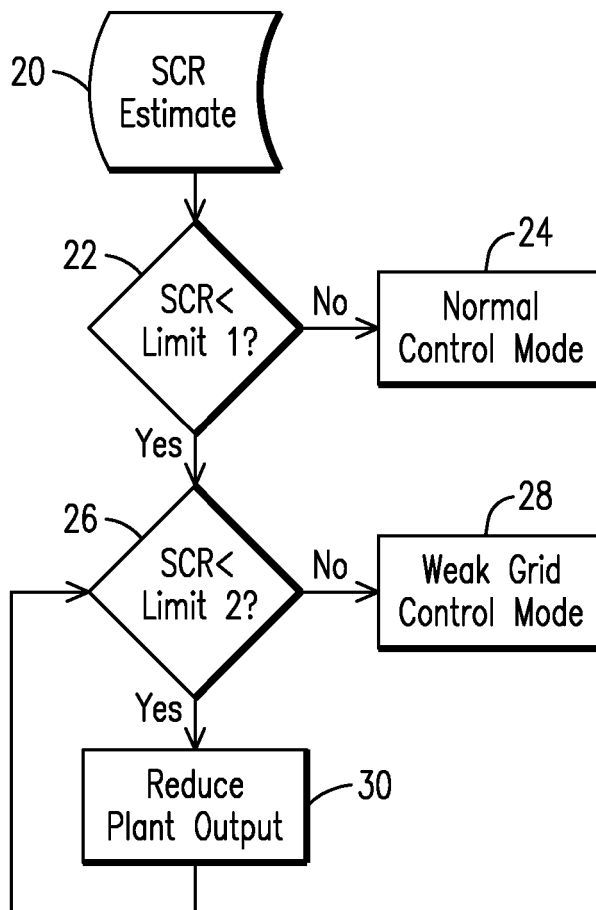 20
SCR
Estimate
22
SCR<
Limit 1?
No
24
Normal
Control Mode
Yes
26
SCR<
Limit 2?
No
28
Weak Grid
Control Mode
Yes
Reduce
Plant Output
30